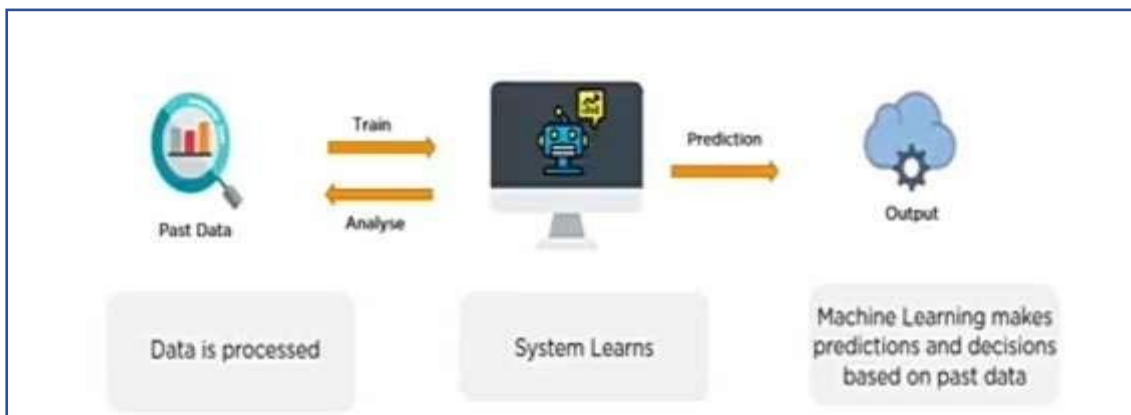 Train
Prediction
Past Data
Analyse
Output
Data is processed
System Learns
Machine Learning makes
predictions and decisions
based on past data